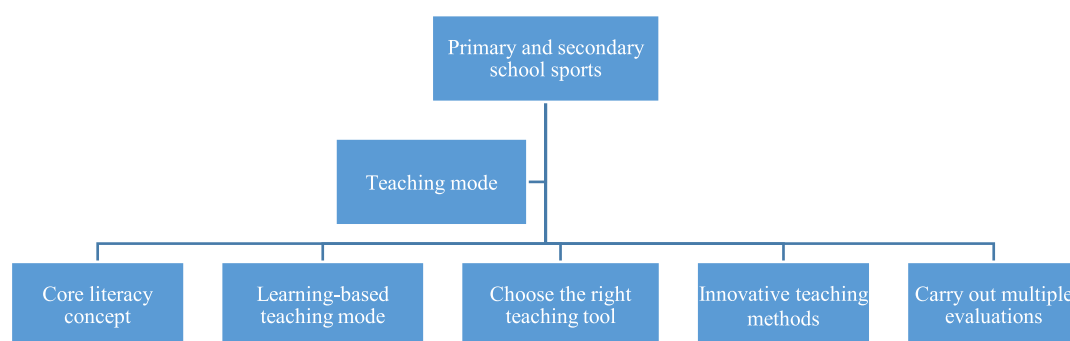 Primary and secondary
school sports
Teaching mode
Core literacy
concept
Learning-based
teaching mode
Choose the right
teaching tool
Innovative teaching
methods
Carry out multiple
evaluations